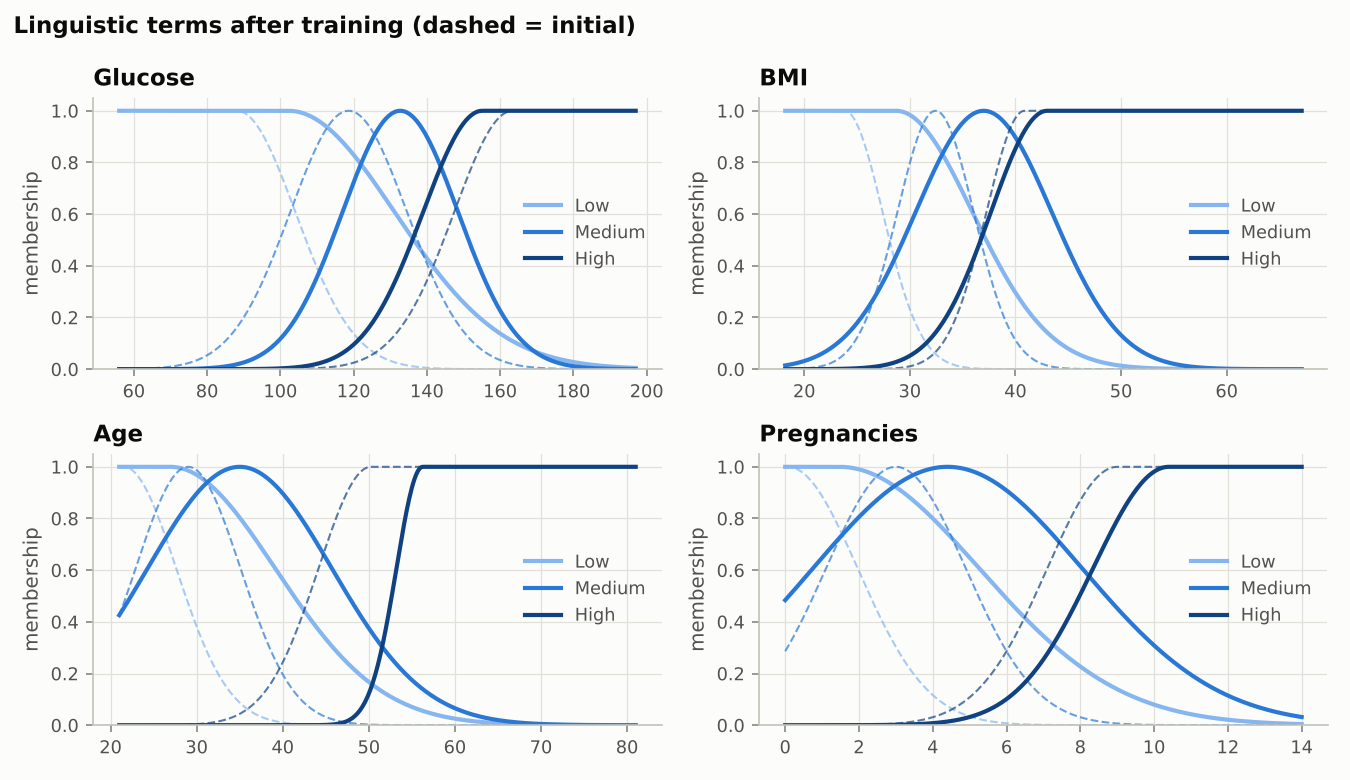 Linguistic terms after training (dashed = initial)
Glucose
membership
1.0
0.8
0.6
0.4
0.2
0.0
60 80 100 120 140 160 180 200
Low
Medium
High
BMI
membership
1.0
0.8
0.6
0.4
0.2
0.0
20 30 40 50 60
Low
Medium
High
Age
membership
1.0
0.8
0.6
0.4
0.2
0.0
20 30 40 50 60 70 80
Low
Medium
High
Pregnancies
membership
1.0
0.8
0.6
0.4
0.2
0.0
0 2 4 6 8 10 12 14
Low
Medium
High